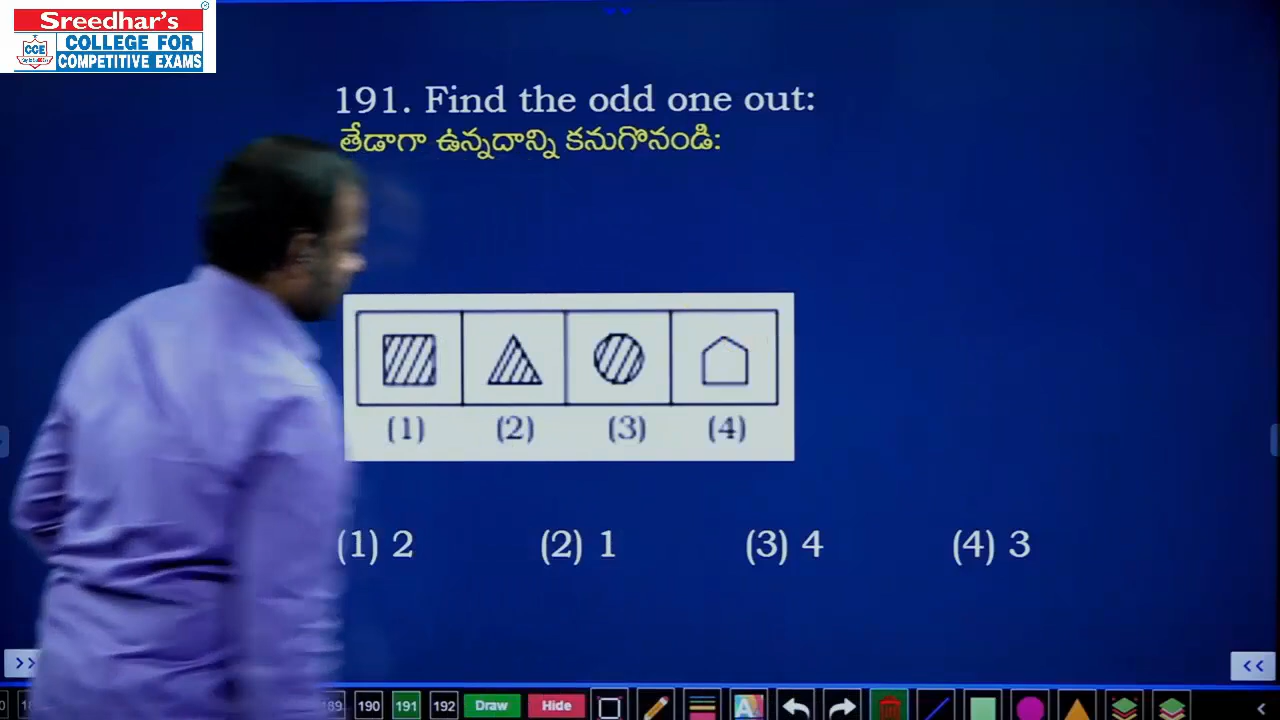 Sreedhar's
CCE
COLLEGE FOR
COMPETITIVE EXAMS
191. Find the odd one out:
తేడాగా ఉన్నదాన్ని కనుగొనండి:
(1) (2) (3) (4)
(1) 2 (2) 1 (3) 4 (4) 3
>> <<
190 191 192 Draw Hide